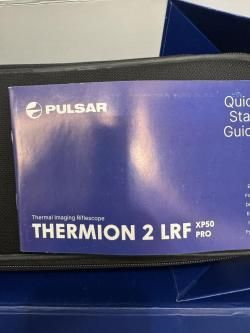 PULSAR
Quic
Sta
Guid
Thermal Imaging Riflescope
THERMION 2 LRF XP50
PRO